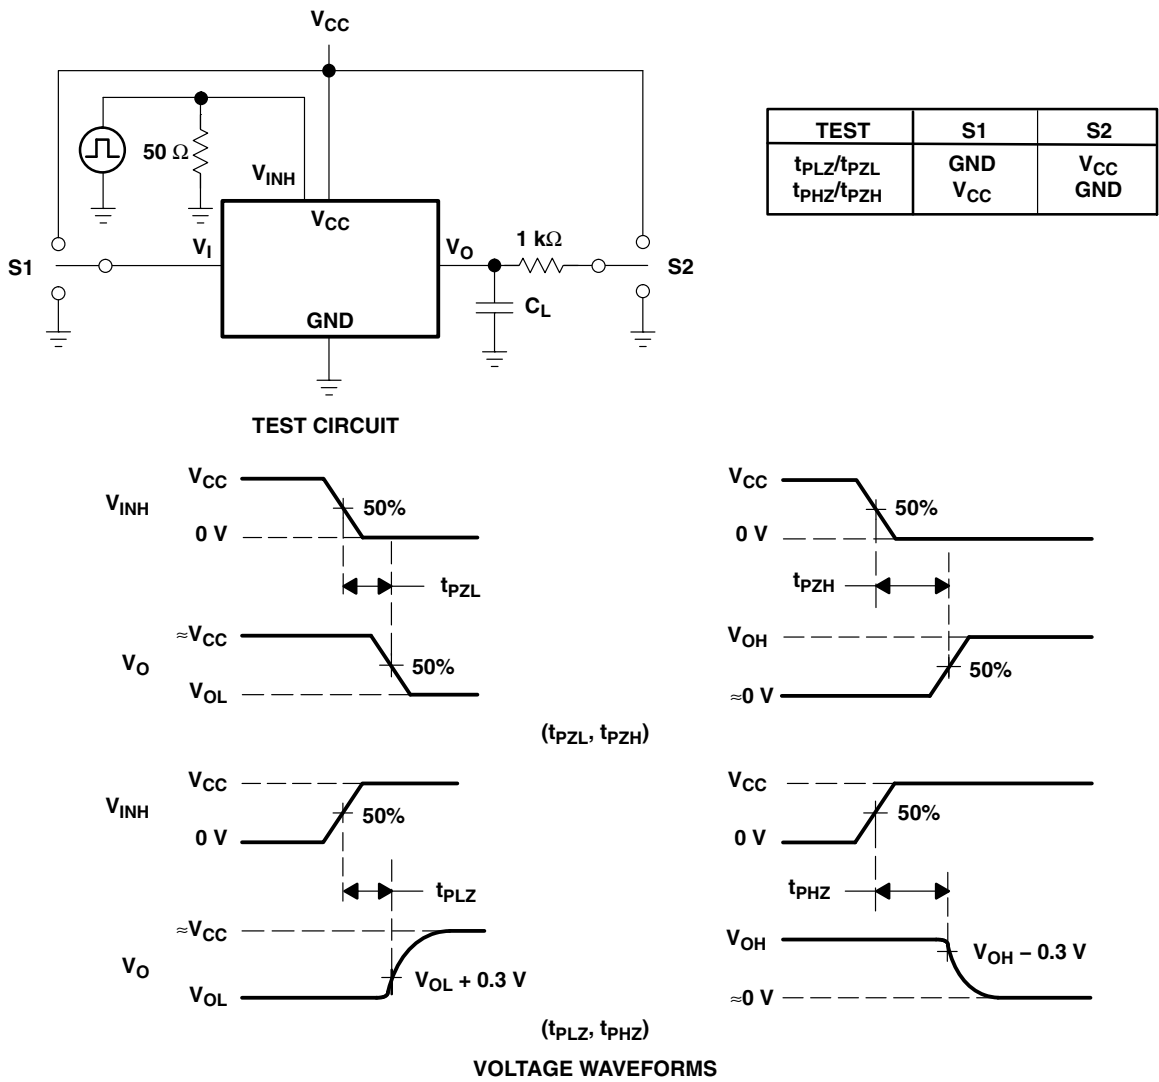 VCC
50 Ω
VINH
VCC
S1
VI
VO
1 kΩ
S2
CL
GND
TEST S1 S2
tPLZ/tPZL GND VCC
tPHZ/tPZH VCC GND
TEST CIRCUIT
VINH
VCC
50%
0 V
tPZL
VO
≈VCC
50%
VOL
VCC
50%
0 V
tPZH
VOH
50%
≈0 V
(tPZL, tPZH)
VINH
VCC
50%
0 V
tPLZ
VO
≈VCC
VOL + 0.3 V
VOL
VCC
50%
0 V
tPHZ
VOH
VOH − 0.3 V
≈0 V
(tPLZ, tPHZ)
VOLTAGE WAVEFORMS